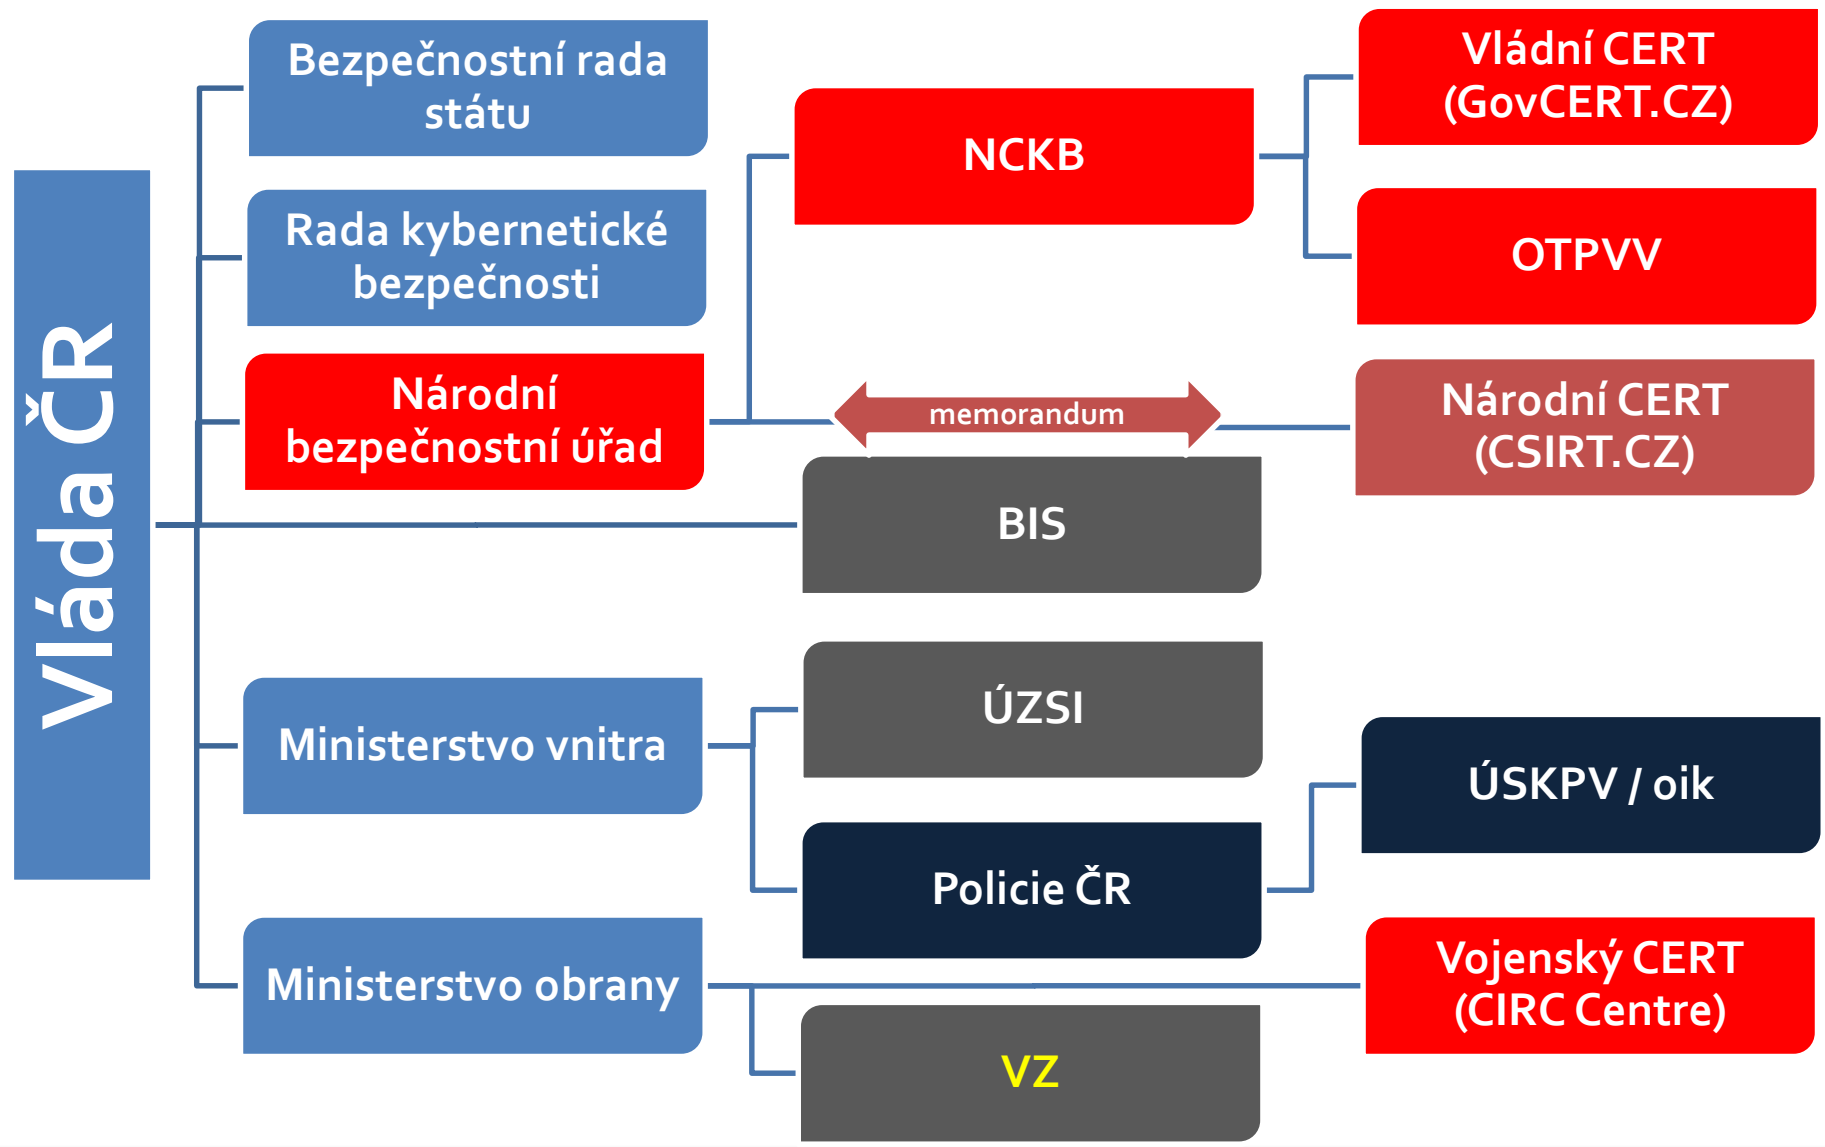 Vláda ČR
Bezpečnostní rada
státu
Rada kybernetické
bezpečnosti
Národní
bezpečnostní úřad
Ministerstvo vnitra
Ministerstvo obrany
NCKB
memorandum
BIS
ÚZSI
Policie ČR
VZ
Vládní CERT
(GovCERT.CZ)
OTPVV
Národní CERT
(CSIRT.CZ)
ÚSKPV / oik
Vojenský CERT
(CIRC Centre)